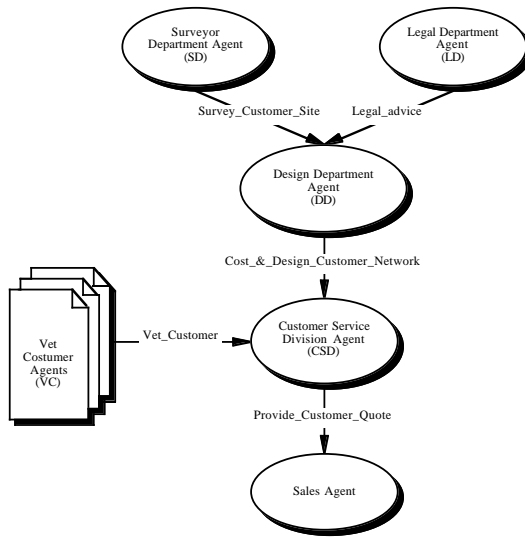 Surveyor
Department Agent
(SD)
Legal Department
Agent
(LD)
Survey_Customer_Site
Legal_advice
Design Department
Agent
(DD)
Cost_&_Design_Customer_Network
Vet
Costumer
Agents
(VC)
Vet_Customer
Customer Service
Division Agent
(CSD)
Provide_Customer_Quote
Sales Agent